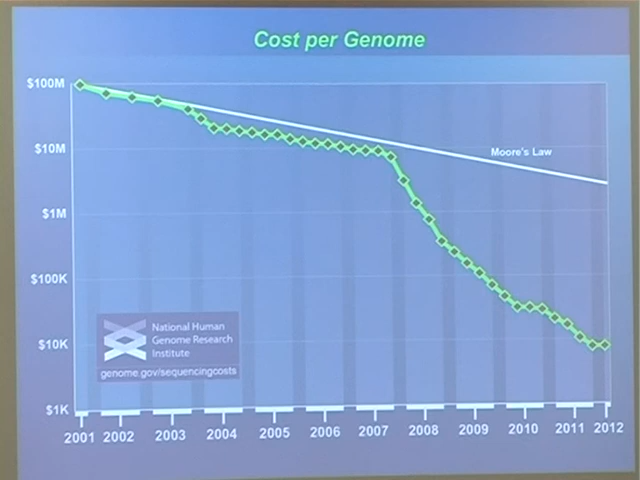 Cost per Genome
$100M
$10M
$1M
$100K
$10K
$1K
Moore's Law
National Human
Genome Research
Institute
genome.gov/sequencingcosts
2001 2002 2003 2004 2005 2006 2007 2008 2009 2010 2011 2012